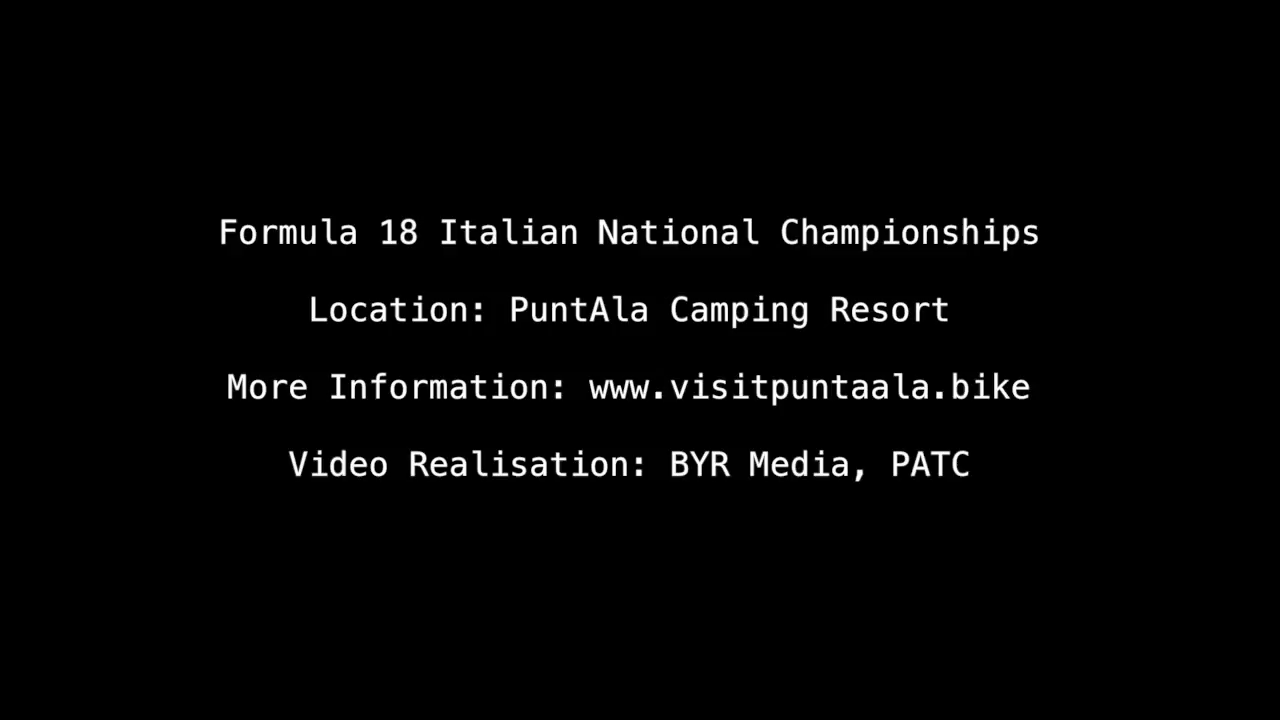 Formula 18 Italian National Championships
Location: PuntAla Camping Resort
More Information: www.visitpuntaala.bike
Video Realisation: BYR Media, PATC